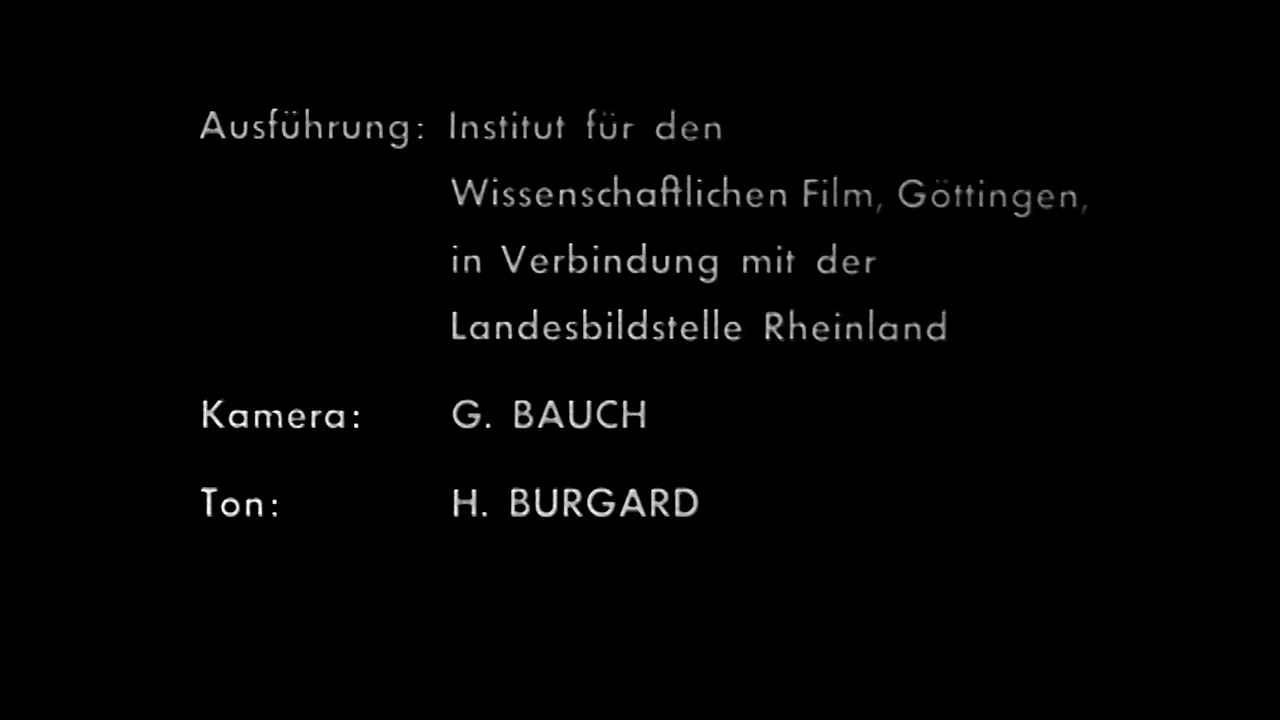 Ausführung: Institut für den
Wissenschaftlichen Film, Göttingen,
in Verbindung mit der
Landesbildstelle Rheinland
Kamera: G. BAUCH
Ton: H. BURGARD